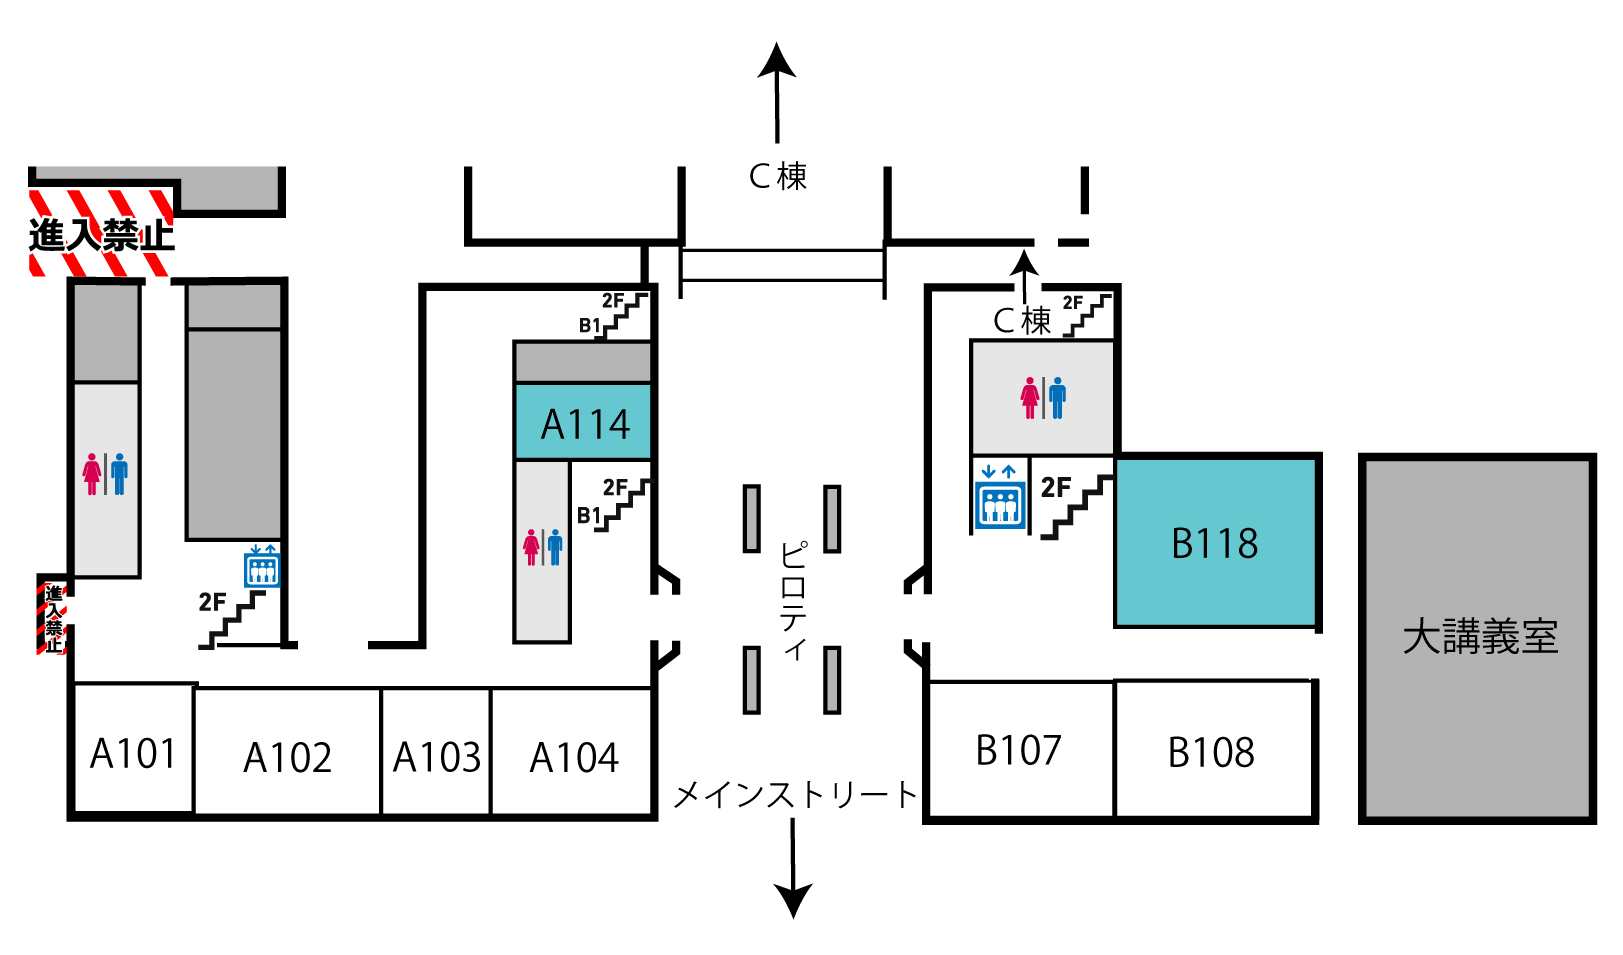 C棟
進入禁止
2F
B1
C棟
2F
A114
2F
B1
2F
B118
ピロティ
進入禁止
2F
大講義室
A101
A102
A103
A104
B107
B108
メインストリート